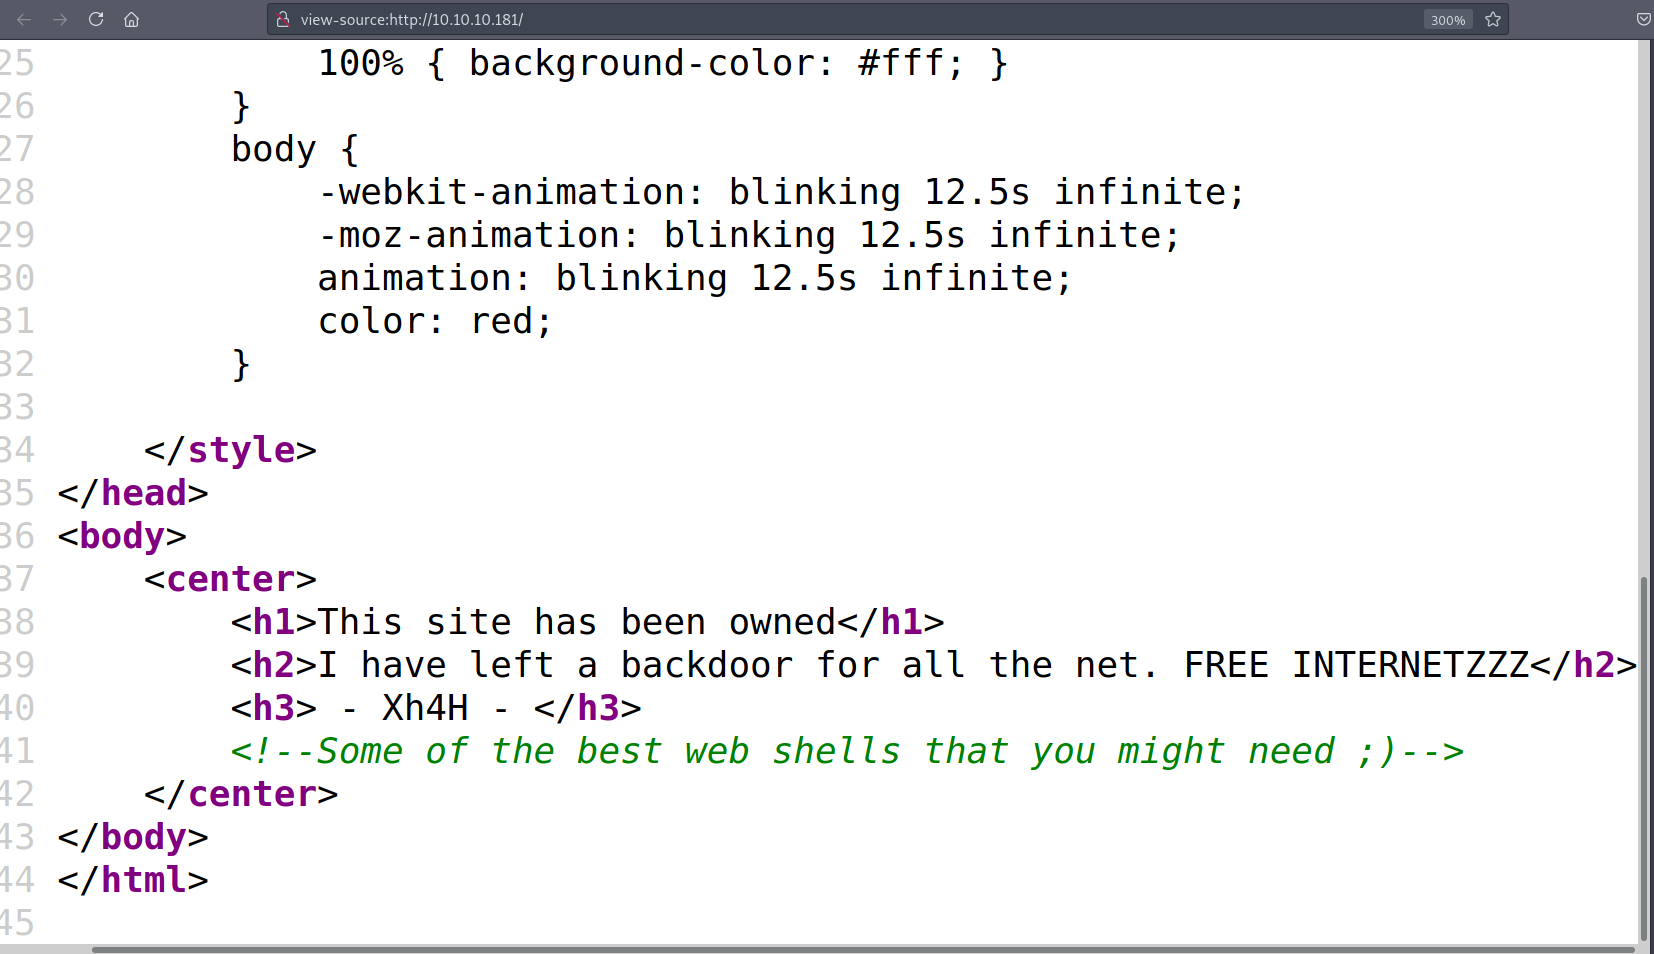 view-source:http://10.10.10.181/ 300%
25 100% { background-color: #fff; }
26 }
27 body {
28 -webkit-animation: blinking 12.5s infinite;
29 -moz-animation: blinking 12.5s infinite;
30 animation: blinking 12.5s infinite;
31 color: red;
32 }
33
34 </style>
35 </head>
36 <body>
37 <center>
38 <h1>This site has been owned</h1>
39 <h2>I have left a backdoor for all the net. FREE INTERNETZZZ</h2>
40 <h3> - Xh4H - </h3>
41 <!--Some of the best web shells that you might need ;)-->
42 </center>
43 </body>
44 </html>
45